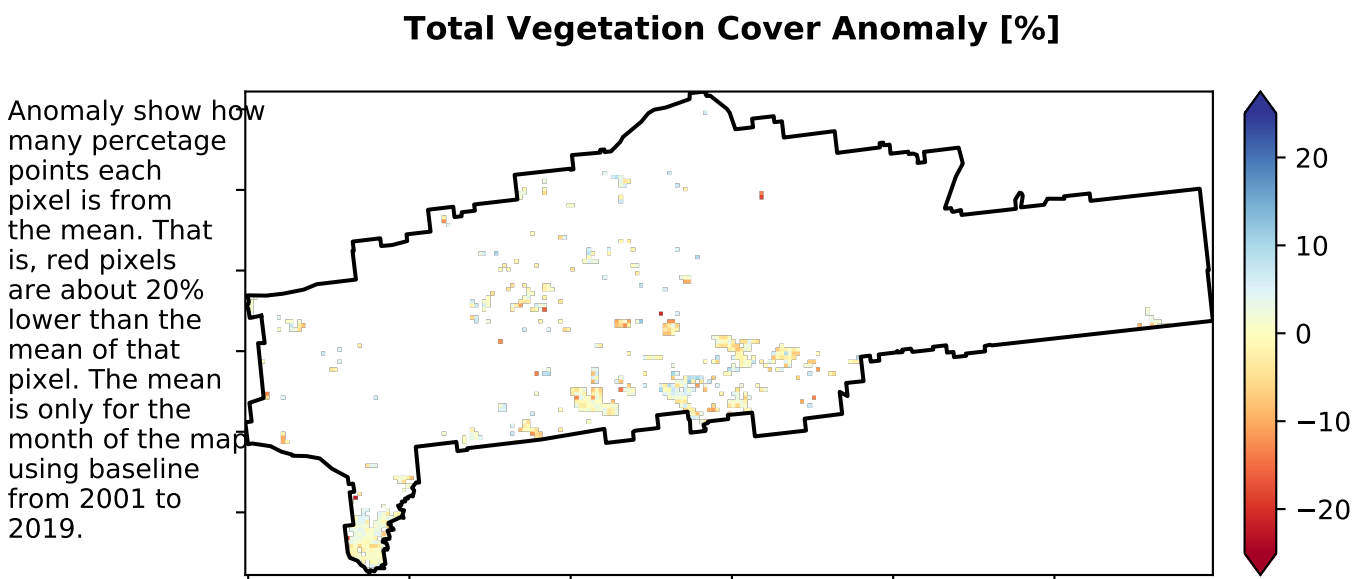 Total Vegetation Cover Anomaly [%]
Anomaly show how
many percetage
points each
pixel is from
the mean. That
is, red pixels
are about 20%
lower than the
mean of that
pixel. The mean
is only for the
month of the map
using baseline
from 2001 to
2019.
20
10
0
−10
−20